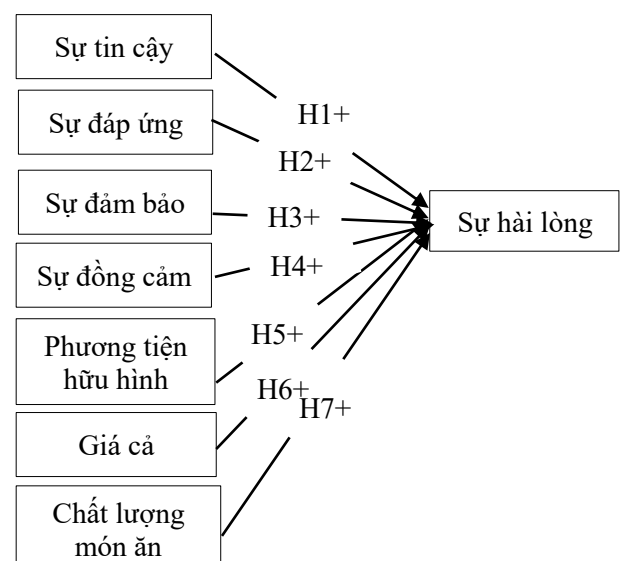 Sự tin cậy
H1+
Sự đáp ứng
H2+
Sự đảm bảo
H3+
Sự hài lòng
Sự đồng cảm
H4+
Phương tiện
hữu hình
H5+
H6+
H7+
Giá cả
Chất lượng
món ăn